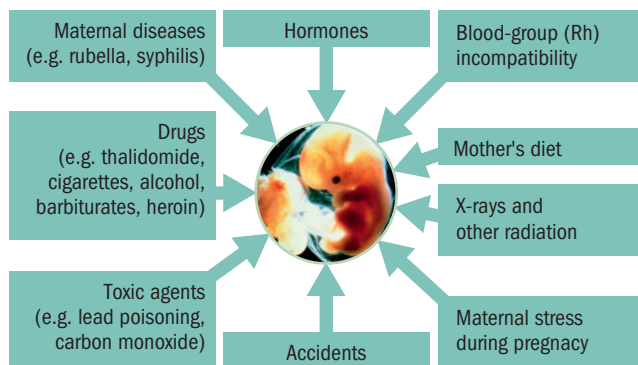 Maternal diseases
(e.g. rubella, syphilis)
Hormones
Blood-group (Rh)
incompatibility
Drugs
(e.g. thalidomide,
cigarettes, alcohol,
barbiturates, heroin)
Mother's diet
X-rays and
other radiation
Toxic agents
(e.g. lead poisoning,
carbon monoxide)
Accidents
Maternal stress
during pregnacy